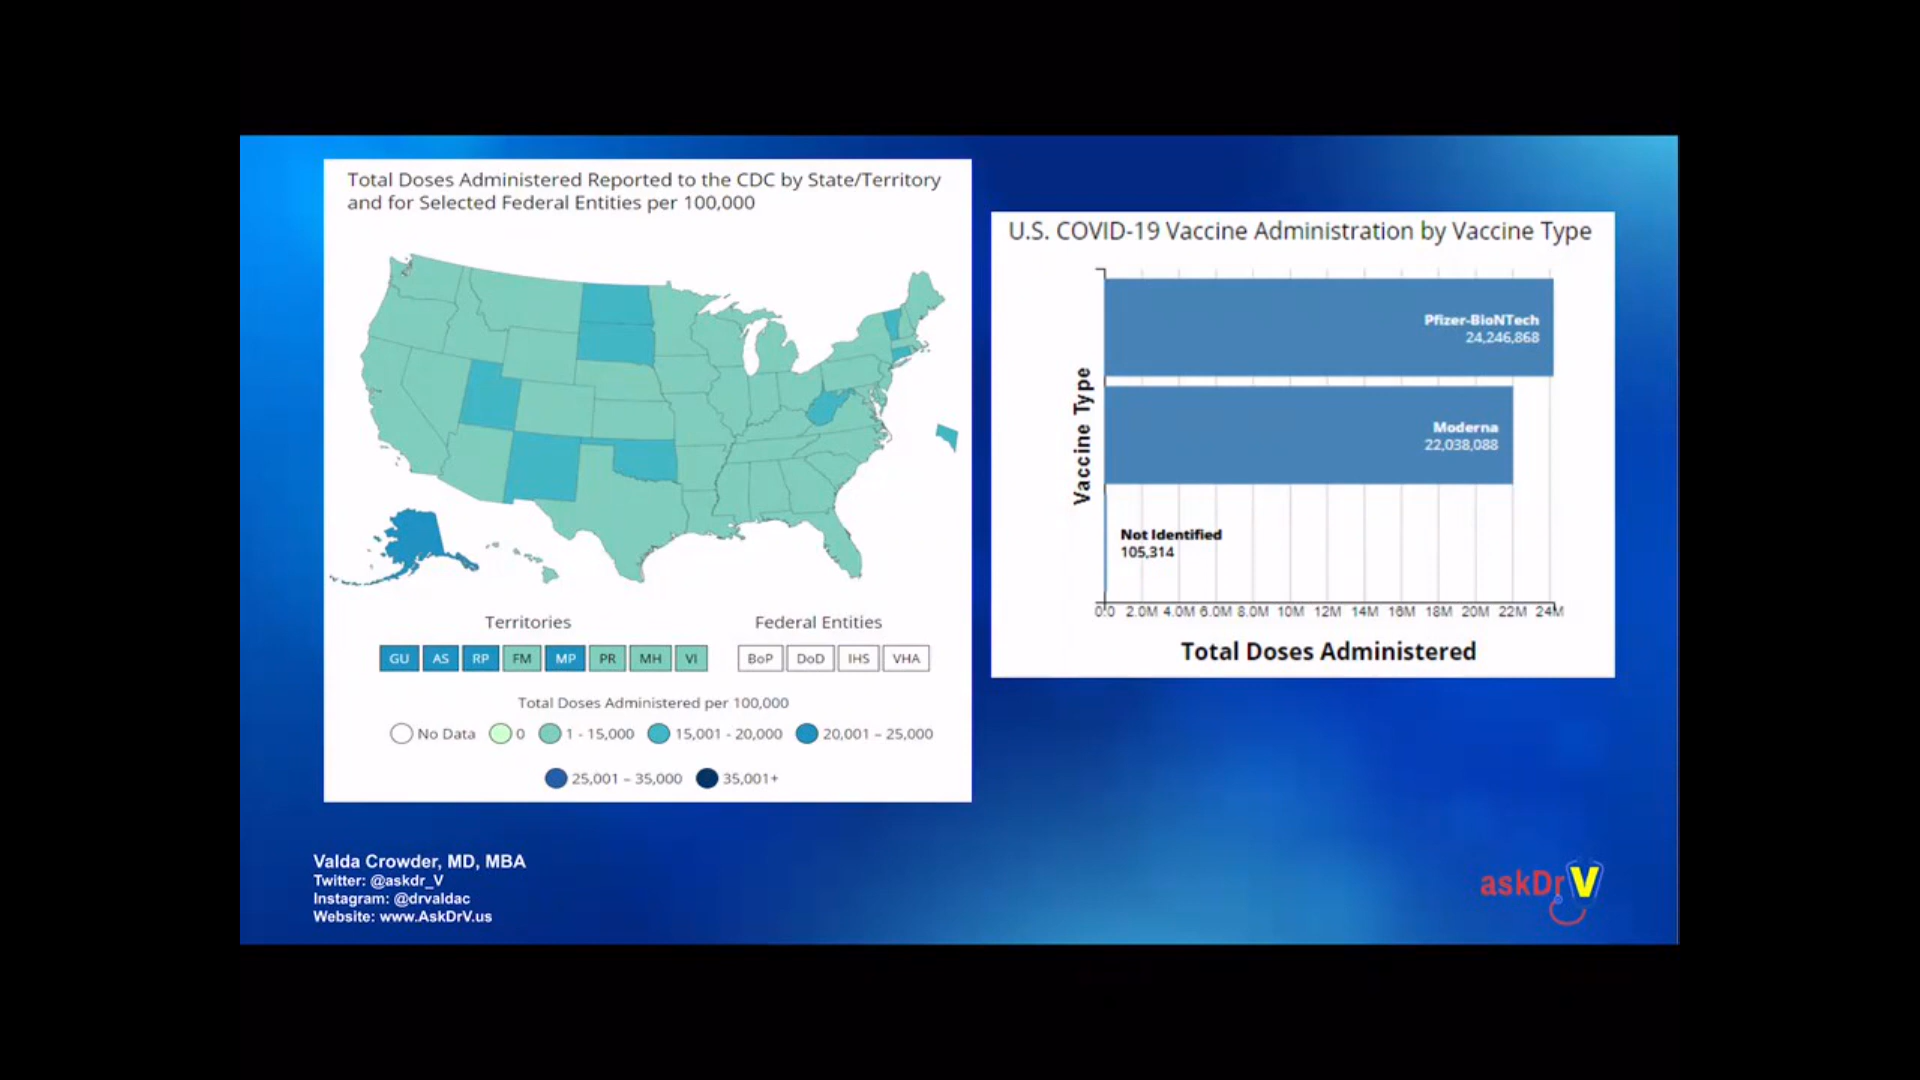 Total Doses Administered Reported to the CDC by State/Territory
and for Selected Federal Entities per 100,000
Territories
GU AS RP FM MP PR MH VI
Federal Entities
BoP DoD IHS VHA
Total Doses Administered per 100,000
No Data 0 1 - 15,000 15,001 - 20,000 20,001 – 25,000
25,001 – 35,000 35,001+
U.S. COVID-19 Vaccine Administration by Vaccine Type
Vaccine Type
Pfizer-BioNTech
24,246,868
Moderna
22,038,088
Not Identified
105,314
0.0 2.0M 4.0M 6.0M 8.0M 10M 12M 14M 16M 18M 20M 22M 24M
Total Doses Administered
Valda Crowder, MD, MBA
Twitter: @askdr_V
Instagram: @drvaldac
Website: www.AskDrV.us
askDrV